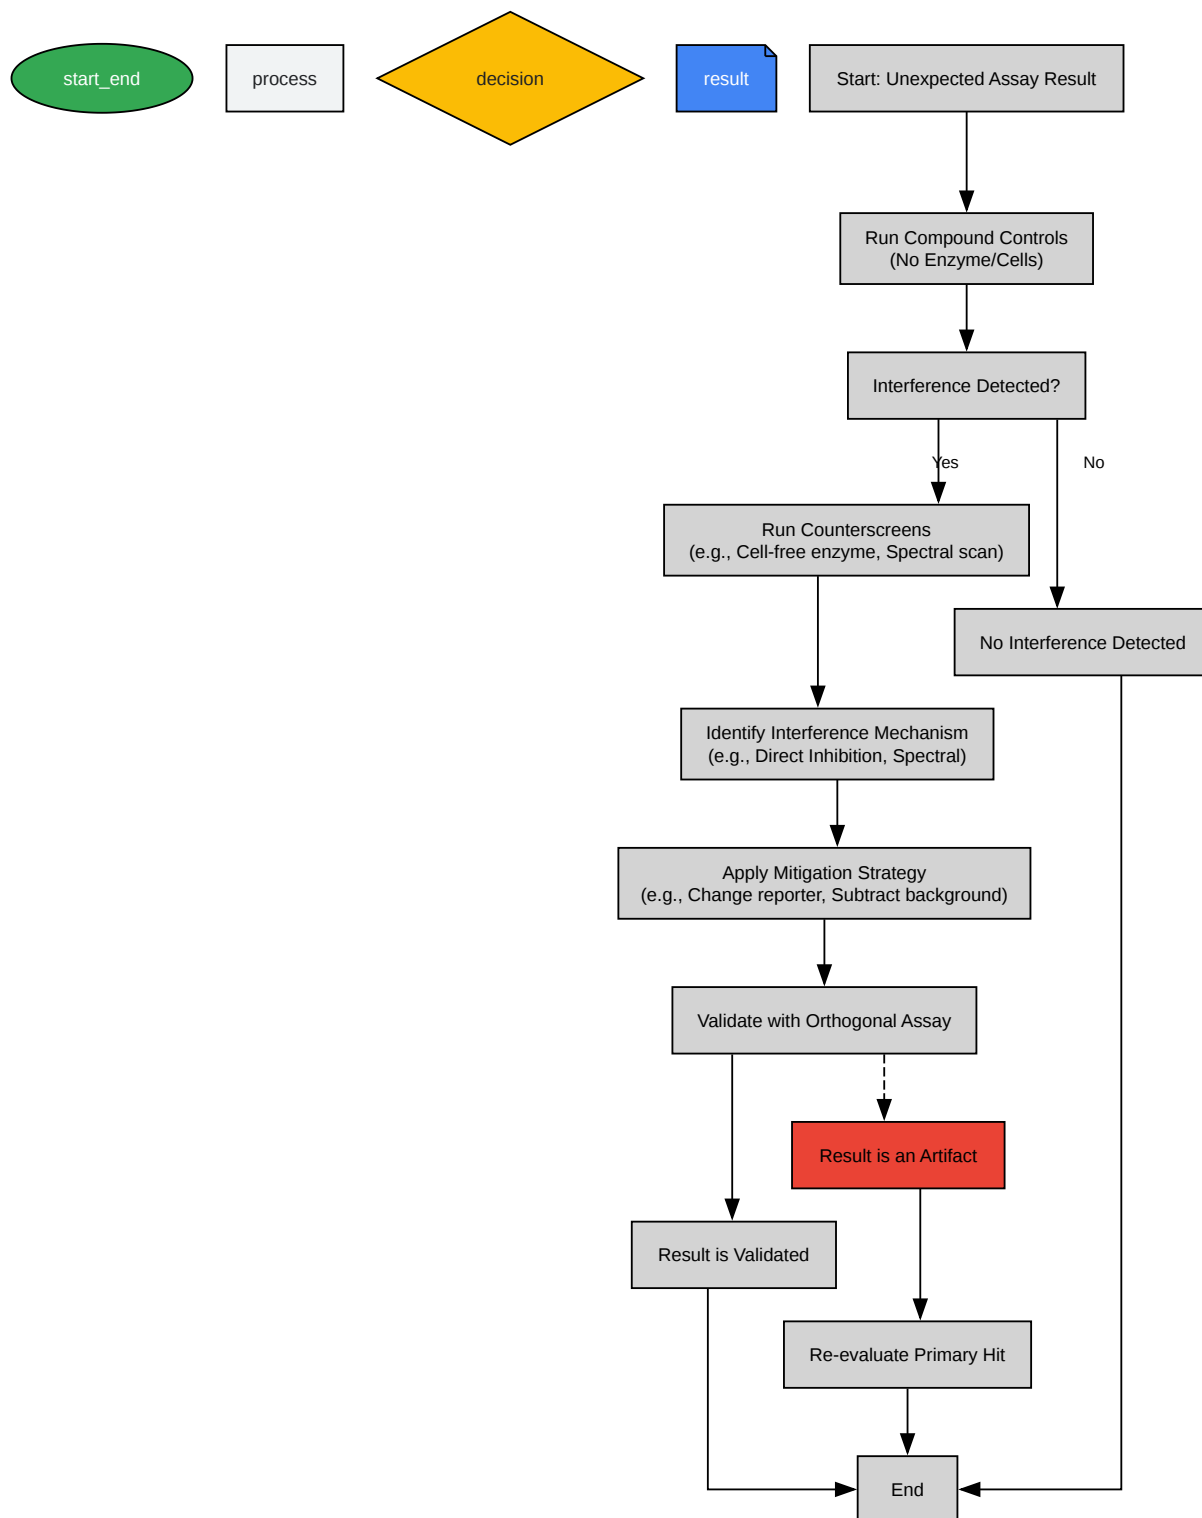 start_end
process
decision
result
Start: Unexpected Assay Result
Run Compound Controls
(No Enzyme/Cells)
Interference Detected?
Yes
No
Run Counterscreens
(e.g., Cell-free enzyme, Spectral scan)
No Interference Detected
Identify Interference Mechanism
(e.g., Direct Inhibition, Spectral)
Apply Mitigation Strategy
(e.g., Change reporter, Subtract background)
Validate with Orthogonal Assay
Result is an Artifact
Result is Validated
Re-evaluate Primary Hit
End